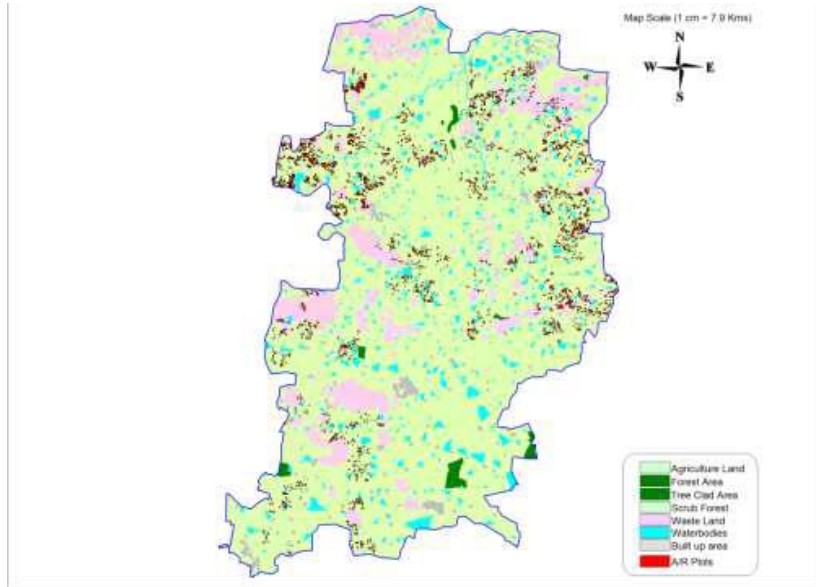 Map Scale (1 cm = 7.9 Kms)
N
W E
S
Agriculture Land
Forest Area
Tree Clad Area
Scrub Forest
Waste Land
Waterbodies
Built up area
A/R Plots